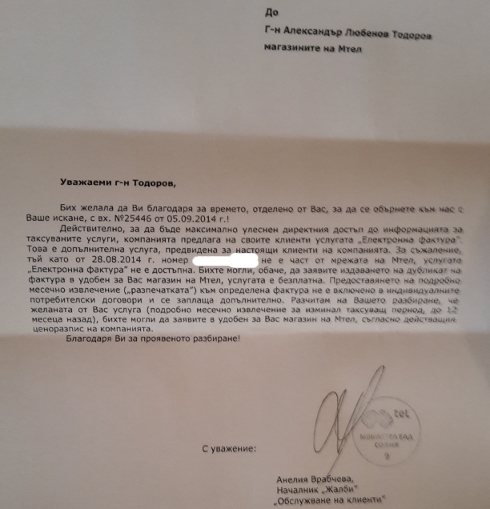 До
Г-н Александър Любенов Тодоров
магазините на Мтел
Уважаеми г-н Тодоров,
Бих желала да Ви благодаря за времето, отделено от Вас, за да се обърнете към нас с
Ваше искане, с вх. №25446 от 05.09.2014 г.!
Действително, за да бъде максимално улеснен директния достъп до информацията за
таксуваните услуги, компанията предлага на своите клиенти услугата „Електронна фактура".
Това е допълнителна услуга, предвидена за настоящи клиенти на компанията. За съжаление,
тъй като от 28.08.2014 г. номер не е част от мрежата на Мтел, услугата
„Електронна фактура" не е достъпна. Бихте могли, обаче, да заявите издаването на дубликат на
фактура в удобен за Вас магазин на Мтел, услугата е безплатна. Предоставянето на подробно
месечно извлечение („разпечатката") към определена фактура не е включено в индивидуалните
потребителски договори и се заплаща допълнително. Разчитам на Вашето разбиране, че
желаната от Вас услуга (подробно месечно извлечение за изминал таксуващ период, до 12
месеца назад), бихте могли да заявите в удобен за Вас магазин на Мтел, съгласно действащия
ценоразпис на компанията.
Благодаря Ви за проявеното разбиране!
С уважение:
Анелия Врабчева,
Началник „Жалби"
„Обслужване на клиенти"